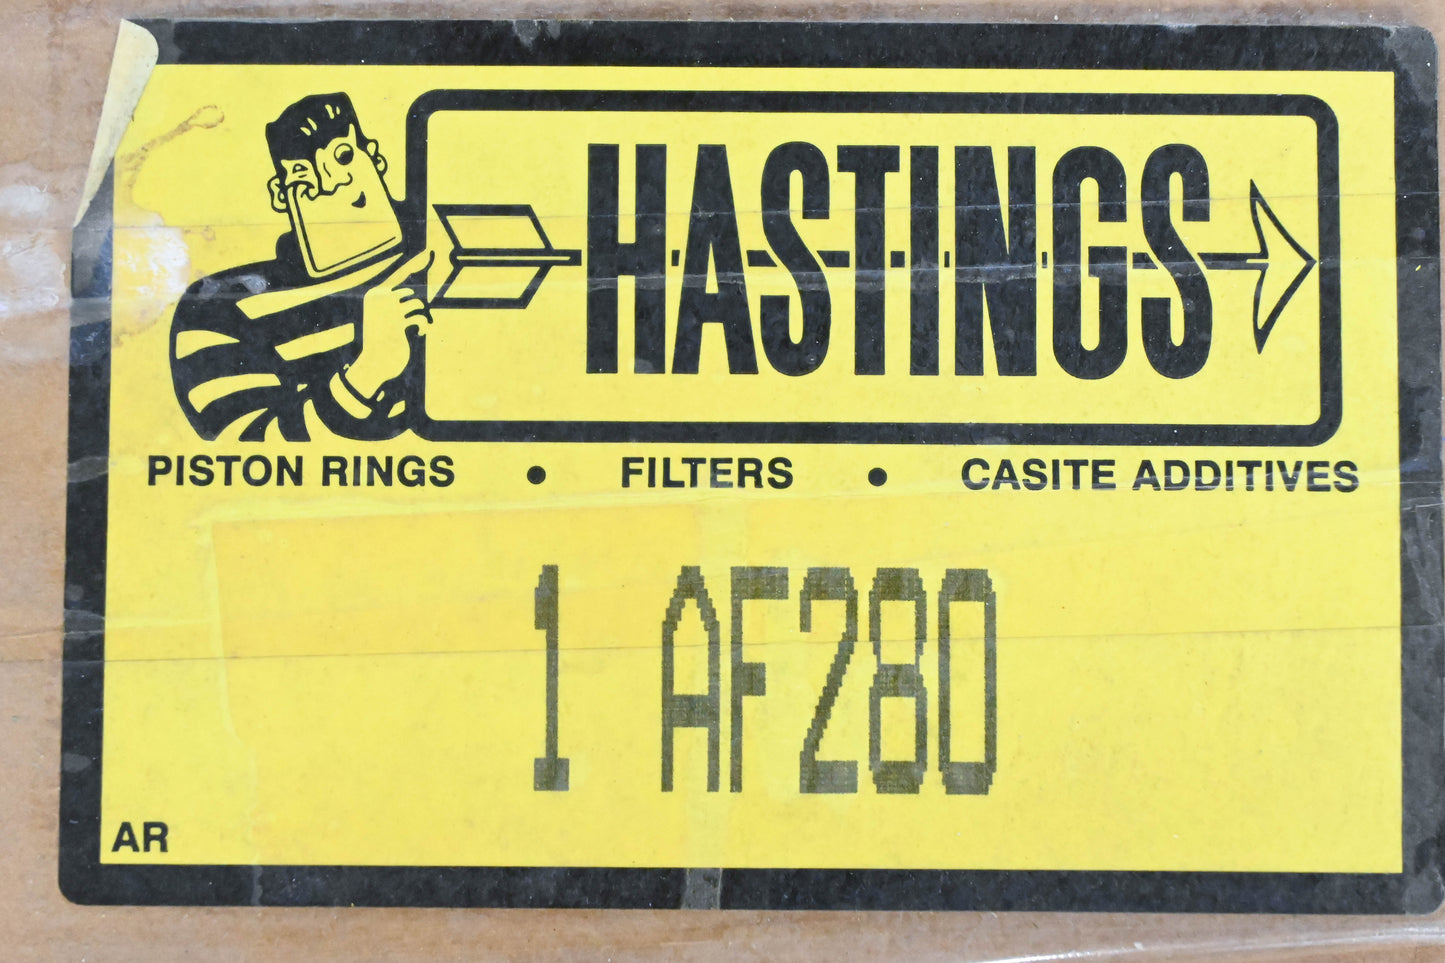 HASTINGS
PISTON RINGS • FILTERS • CASITE ADDITIVES
1 AF280
AR